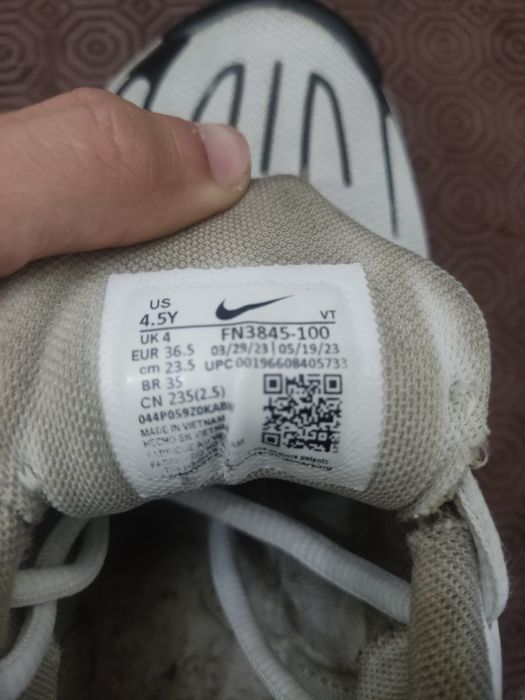 US
4.5Y
VT
UK 4
FN3845-100
EUR 36.5
03/29/23 | 05/19/23
cm 23.5
UPC 00196608405733
BR 35
CN 235(2.5)
MADE IN VIETNAM
HECHO EN VIETNAM